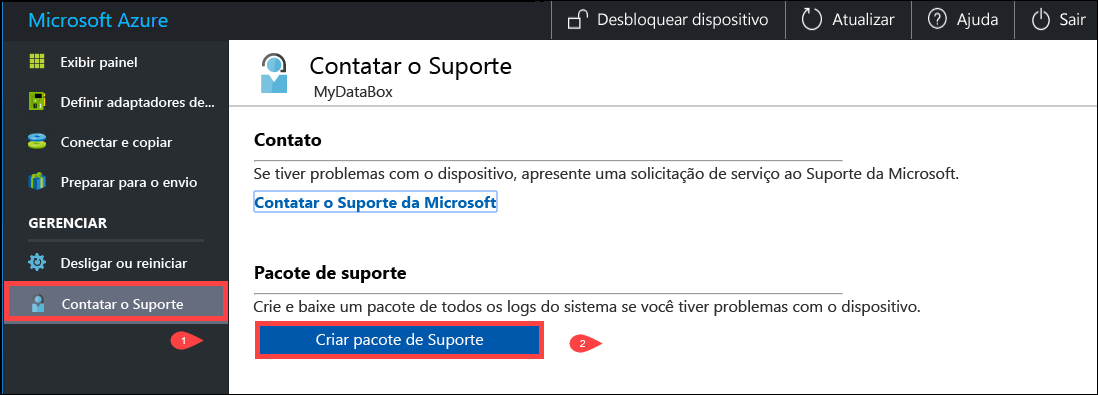 Microsoft Azure
Desbloquear dispositivo
Atualizar
Ajuda
Sair
Exibir painel
Definir adaptadores de...
Conectar e copiar
Preparar para o envio
GERENCIAR
Desligar ou reiniciar
Contatar o Suporte
1
Contatar o Suporte
MyDataBox
Contato
Se tiver problemas com o dispositivo, apresente uma solicitação de serviço ao Suporte da Microsoft.
Contatar o Suporte da Microsoft
Pacote de suporte
Crie e baixe um pacote de todos os logs do sistema se você tiver problemas com o dispositivo.
Criar pacote de Suporte
2